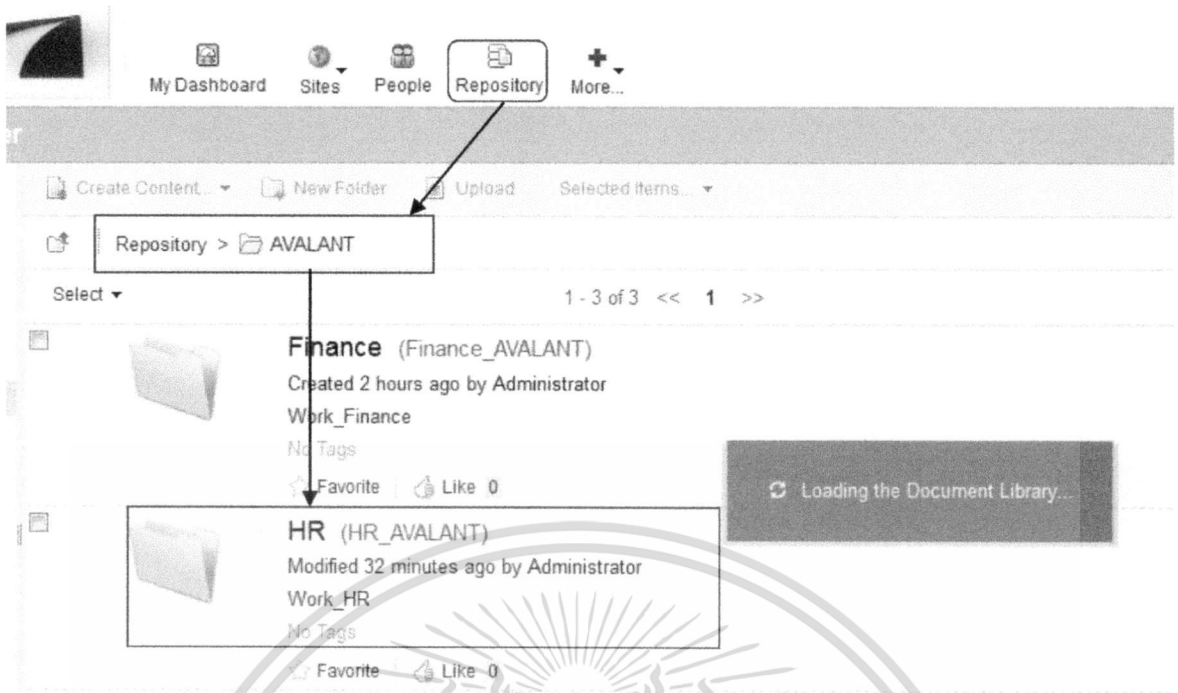 My Dashboard Sites People Repository More...
er
Create Content... New Folder Upload Selected Items...
Repository > AVALANT
Select 1 - 3 of 3 << 1 >>
Finance (Finance_AVALANT)
Created 2 hours ago by Administrator
Work_Finance
No Tags
Favorite Like 0
Loading the Document Library...
HR (HR_AVALANT)
Modified 32 minutes ago by Administrator
Work_HR
No Tags
Favorite Like 0